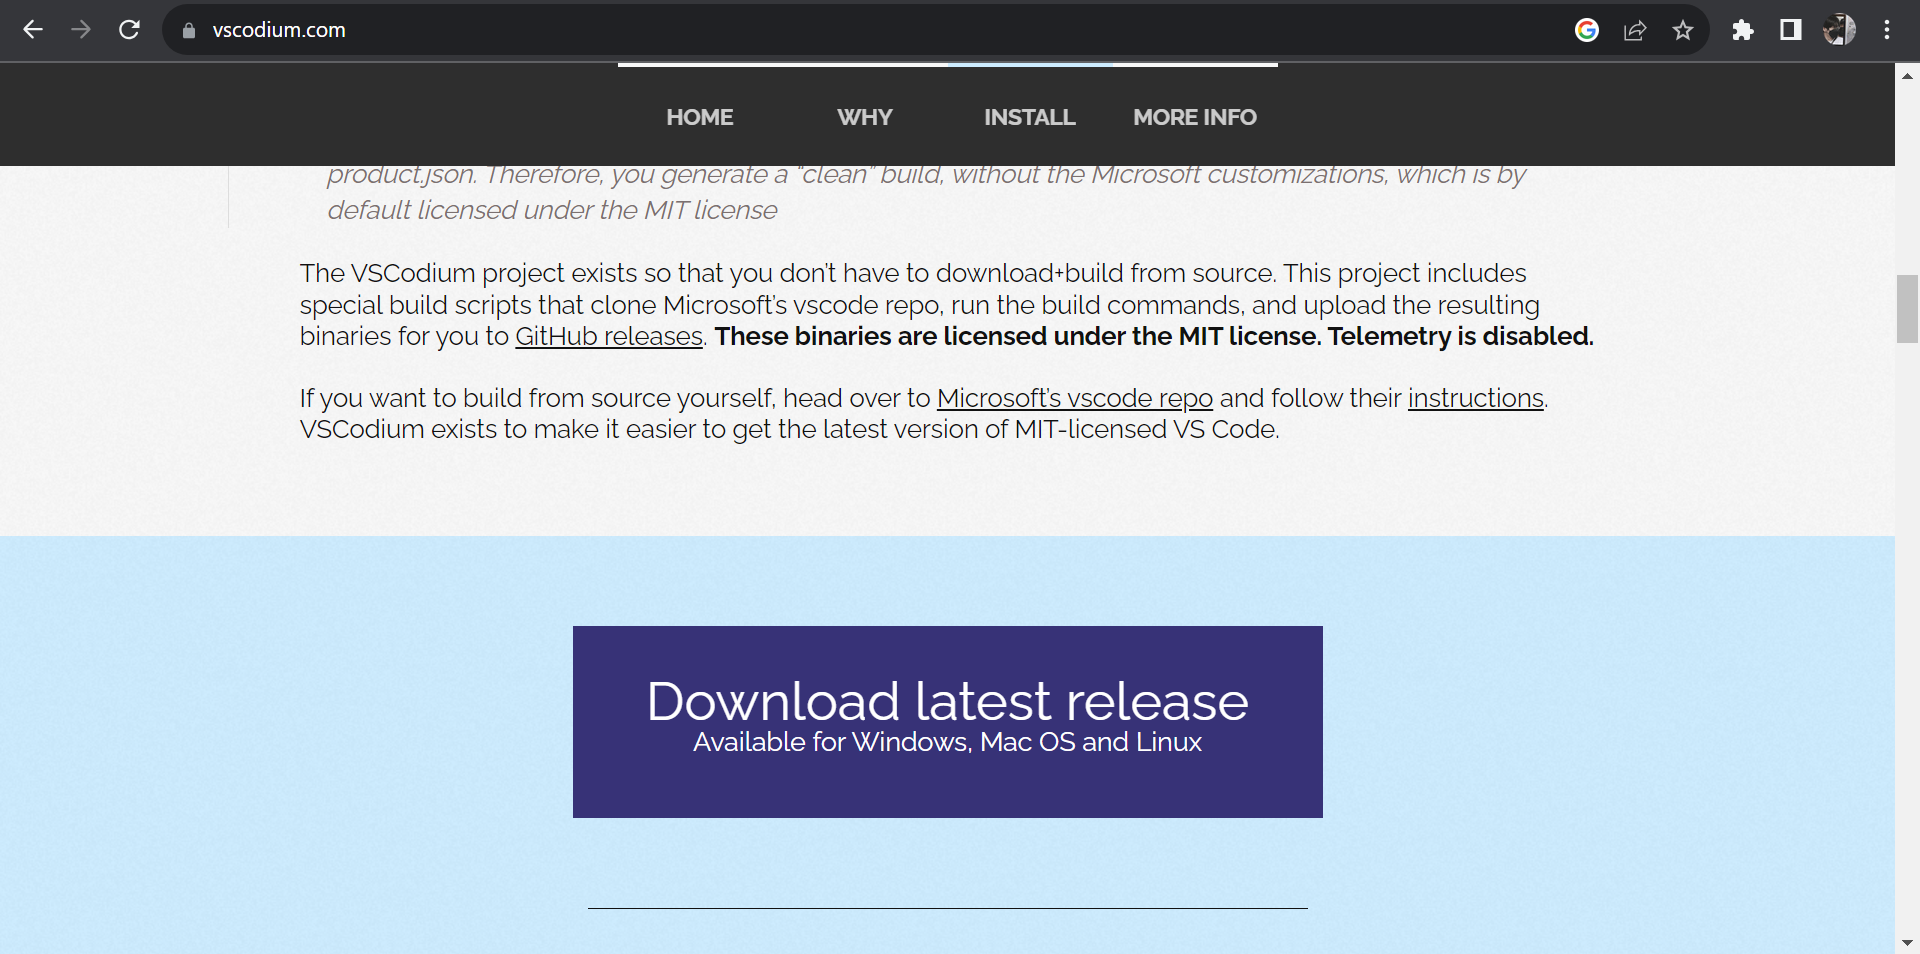 vscodium.com
HOME WHY INSTALL MORE INFO
product.json. Therefore, you generate a “clean” build, without the Microsoft customizations, which is by
default licensed under the MIT license
The VSCodium project exists so that you don’t have to download+build from source. This project includes
special build scripts that clone Microsoft’s vscode repo, run the build commands, and upload the resulting
binaries for you to GitHub releases. These binaries are licensed under the MIT license. Telemetry is disabled.
If you want to build from source yourself, head over to Microsoft’s vscode repo and follow their instructions.
VSCodium exists to make it easier to get the latest version of MIT-licensed VS Code.
Download latest release
Available for Windows, Mac OS and Linux